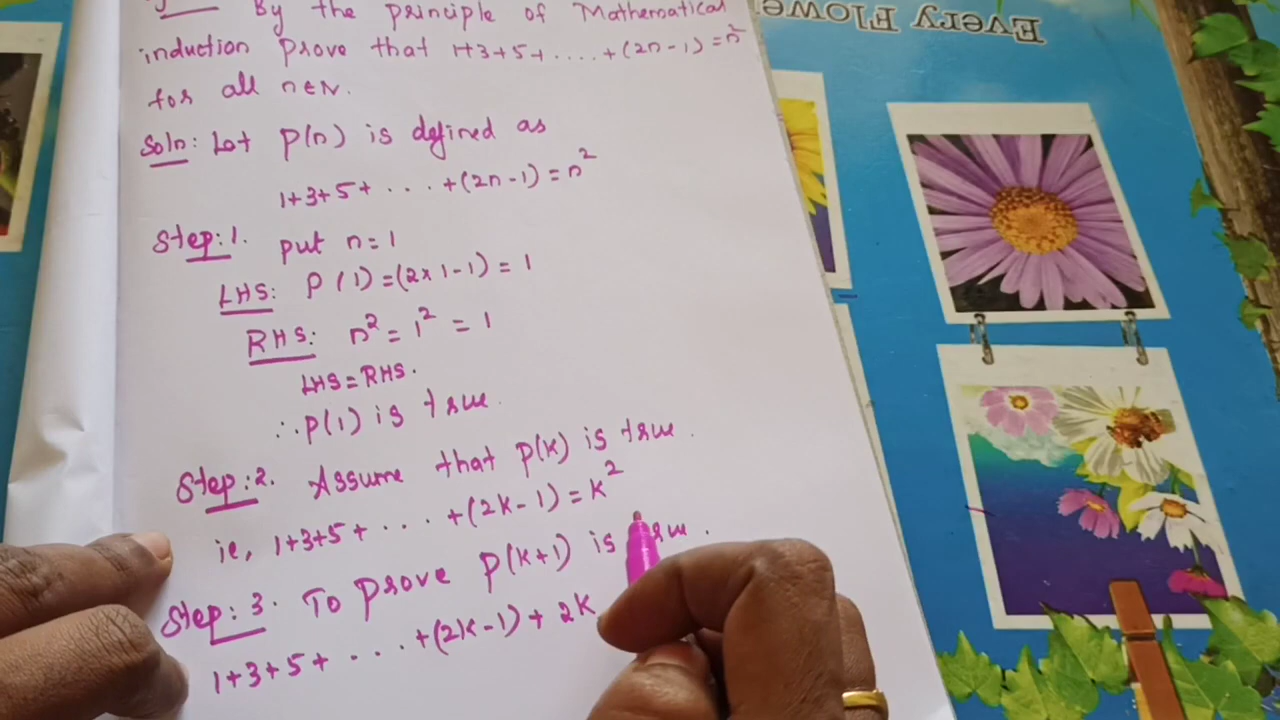 By the principle of Mathematical
induction prove that 1+3+5+....+(2n-1)=n²
for all n∈N.
Soln: Let P(n) is defined as
1+3+5+ . . . +(2n-1)=n²
Step:1. put n=1
LHS: P(1)=(2×1-1)=1
RHS: n²=1²=1
LHS=RHS.
∴P(1) is true.
Step:2. Assume that P(k) is true.
ie, 1+3+5+ . . . +(2k-1)=k²
Step:3. To prove P(k+1) is true.
1+3+5+ . . . . +(2k-1)+2k
Every Flower